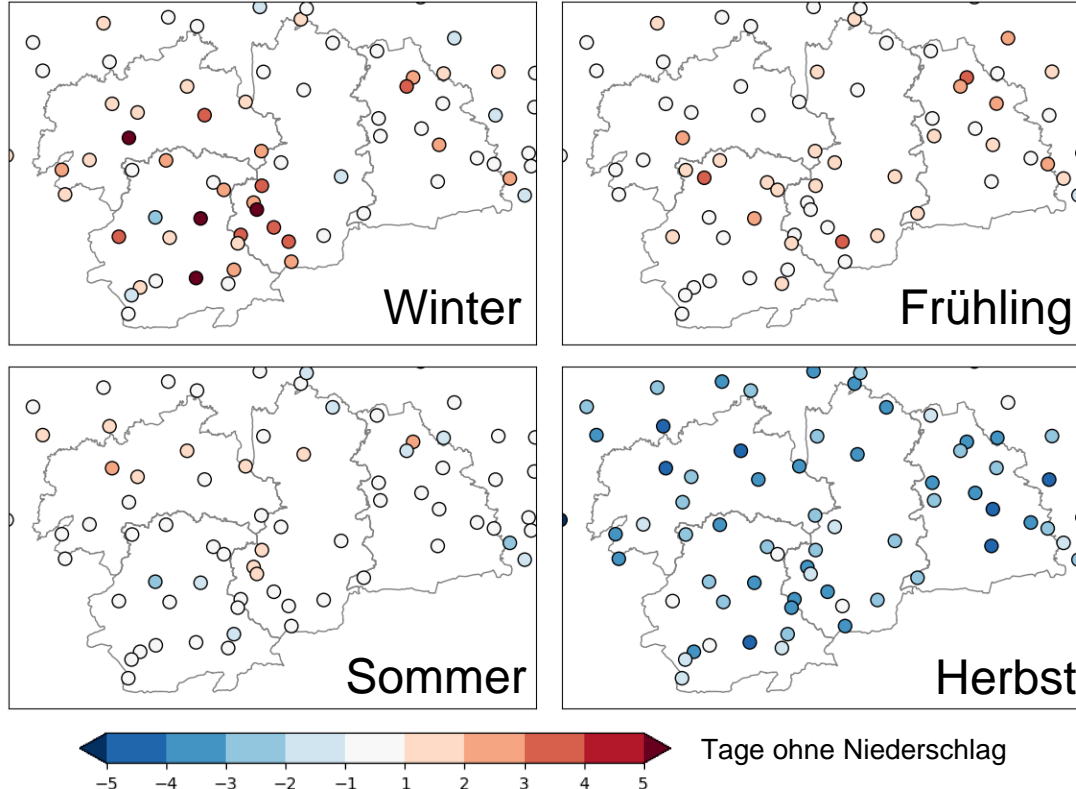 Winter
Frühling
Sommer
Herbst
Tage ohne Niederschlag
−5 −4 −3 −2 −1 1 2 3 4 5